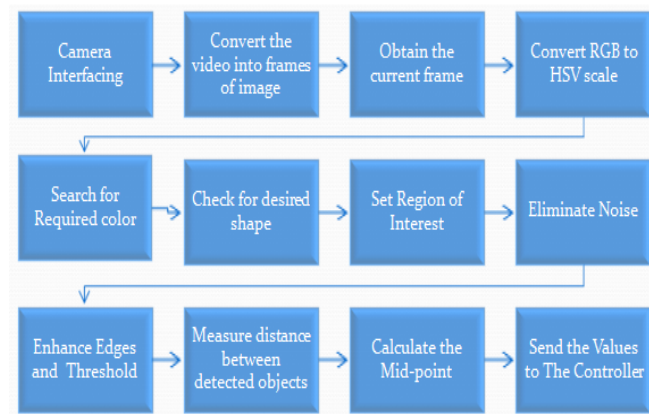 Camera
Interfacing
Convert the
video into frames
of image
Obtain the
current frame
Convert RGB to
HSV scale
Search for
Required color
Check for desired
shape
Set Region of
Interest
Eliminate Noise
Enhance Edges
and Threshold
Measure distance
between
detected objects
Calculate the
Mid-point
Send the Values
to The Controller